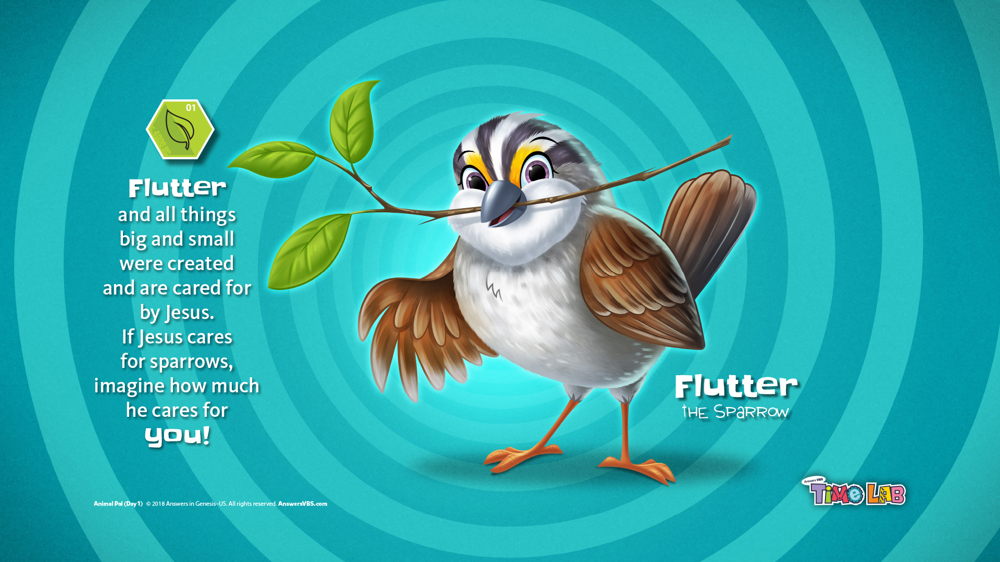 01
c. 4000 BC
Flutter
and all things
big and small
were created
and are cared for
by Jesus.
If Jesus cares
for sparrows,
imagine how much
he cares for
you!
Flutter
the Sparrow
Animal Pal (Day 1) © 2018 Answers in Genesis–US. All rights reserved. AnswersVBS.com
Answers VBS
TIME LAB